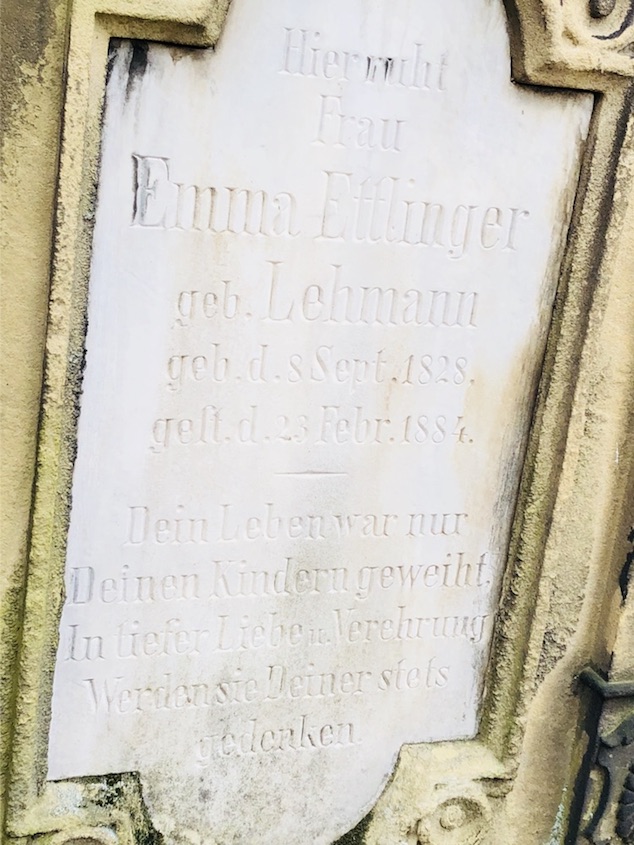 Hier ruht
Frau
Emma Ettlinger
geb. Lehmann
geb. d. 8 Sept. 1828.
gest. d. 23 Febr. 1884.
Dein Leben war nur
Deinen Kindern geweiht,
In tiefer Liebe u. Verehrung
Werden sie Deiner stets
gedenken.